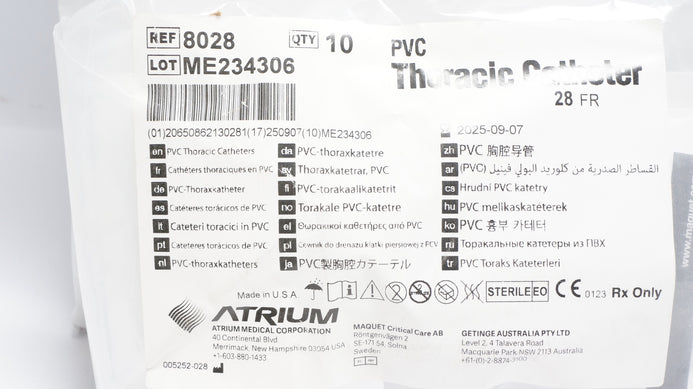 REF 8028 QTY 10
LOT ME234306
PVC
Thoracic Catheter
28 FR
(01)20650862130281(17)250907(10)ME234306
2025-09-07
en PVC Thoracic Catheters
fr Cathéters thoraciques en PVC
de PVC-Thoraxkatheter
es Catéteres torácicos de PVC
it Cateteri toracici in PVC
pt Cateteres torácicos de PVC
nl PVC-thoraxkatheters
da PVC-thoraxkatetre
sv Thoraxkatetrar, PVC
fi PVC-torakaalikatetrit
no Torakale PVC-katetre
el Θωρακικοί καθετήρες από PVC
pl Cewnik do drenażu klatki piersiowej z PCV
ja PVC製胸腔カテーテル
zh PVC 胸腔导管
ar القساطر الصدرية من كلوريد البولي فينيل (PVC)
cs Hrudní PVC katetry
hu PVC mellkaskatéterek
ko PVC 흉부 카테터
ru Торакальные катетеры из ПВХ
tr PVC Toraks Kateterleri
Made in U.S.A. STERILE EO CE 0123 Rx Only
ATRIUM
ATRIUM MEDICAL CORPORATION
40 Continental Blvd
Merrimack, New Hampshire 03054 USA
+1-603-880-1433
005252-028
MAQUET Critical Care AB
Röntgenvägen 2
SE-171 54, Solna
Sweden
GETINGE AUSTRALIA PTY LTD
Level 2, 4 Talavera Road
Macquarie Park NSW 2113 Australia